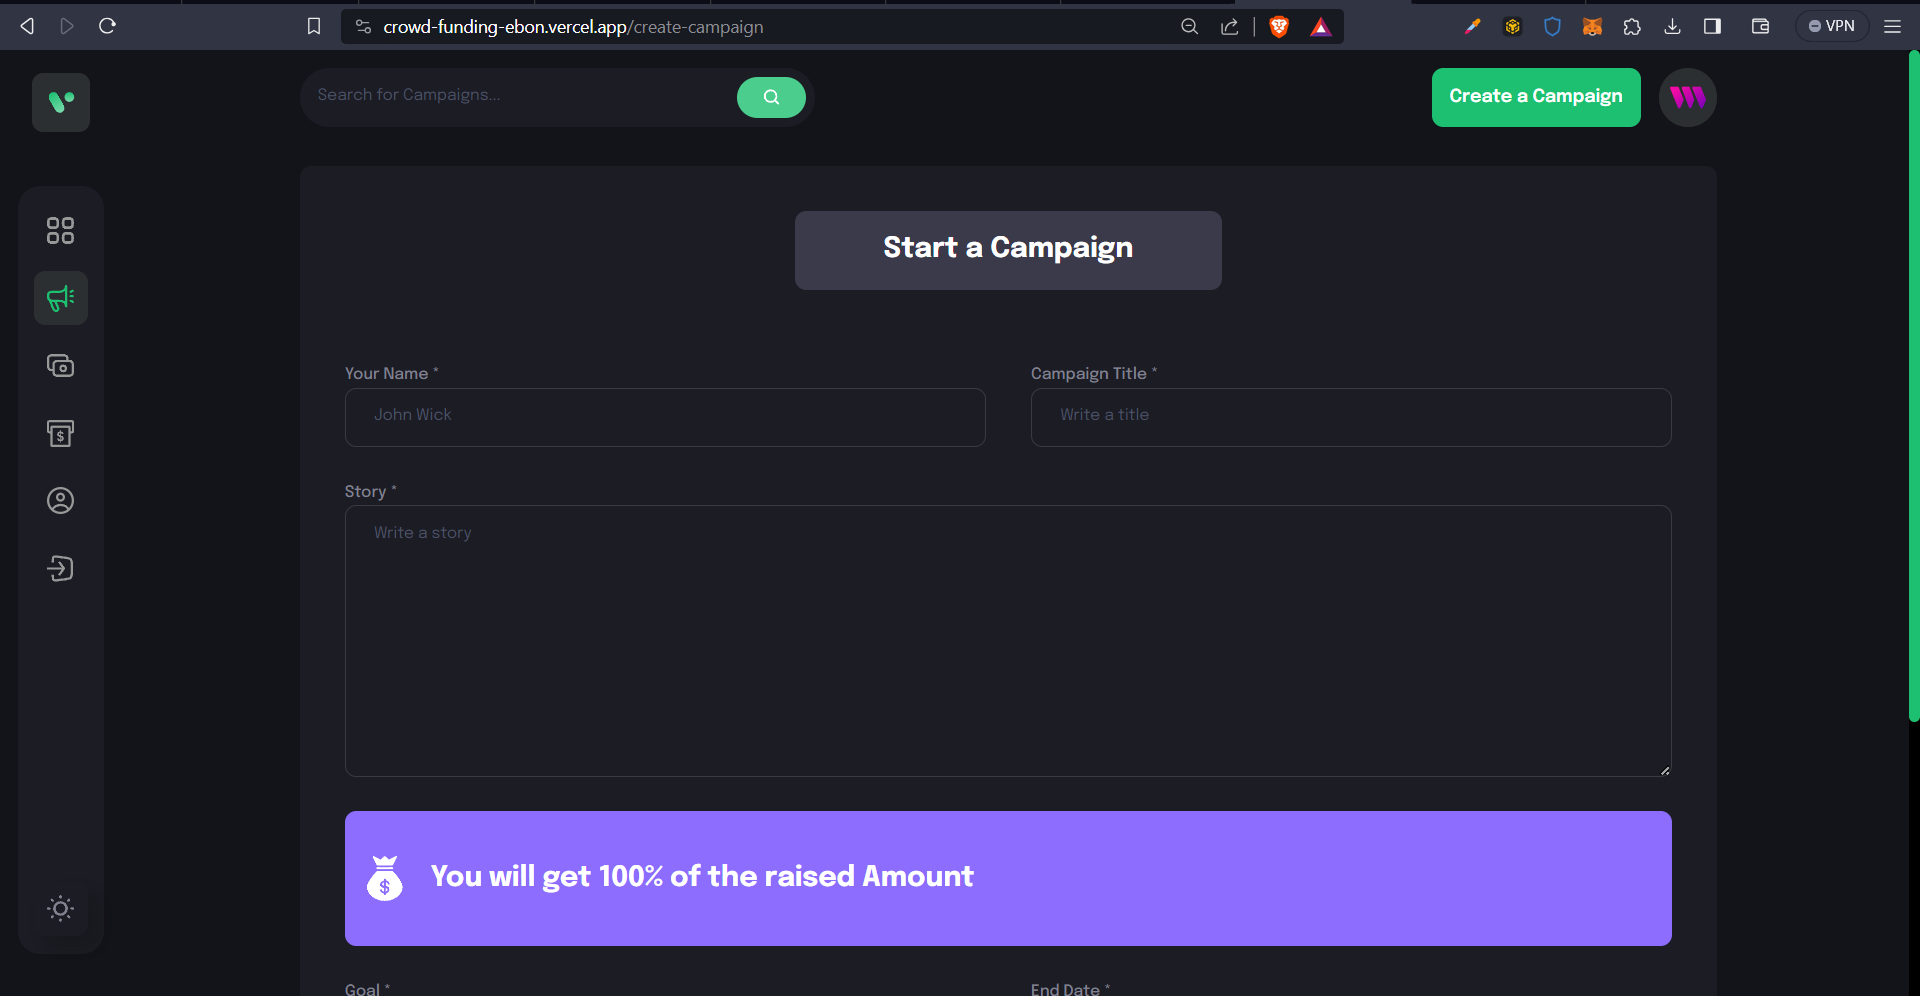 crowd-funding-ebon.vercel.app/create-campaign
VPN
Search for Campaigns...
Create a Campaign
Start a Campaign
Your Name *
Campaign Title *
John Wick
Write a title
Story *
Write a story
$
$
You will get 100% of the raised Amount
Goal *
End Date *